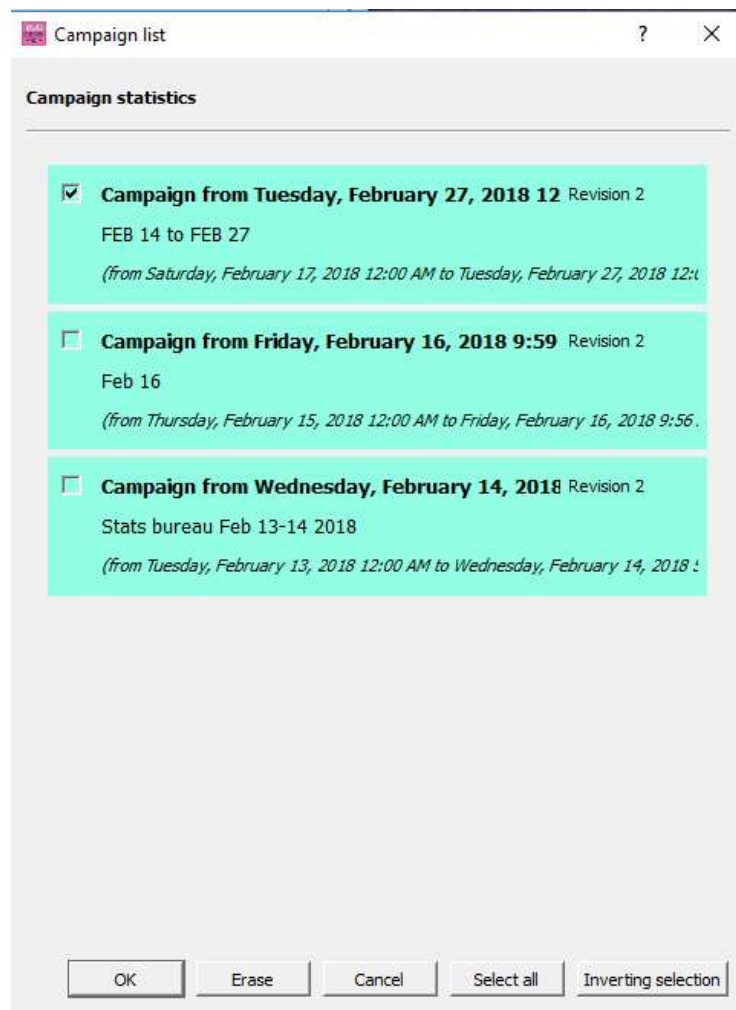 Campaign list ? X
Campaign statistics
Campaign from Tuesday, February 27, 2018 12 Revision 2
FEB 14 to FEB 27
(from Saturday, February 17, 2018 12:00 AM to Tuesday, February 27, 2018 12:
Campaign from Friday, February 16, 2018 9:59 Revision 2
Feb 16
(from Thursday, February 15, 2018 12:00 AM to Friday, February 16, 2018 9:56
Campaign from Wednesday, February 14, 2018 Revision 2
Stats bureau Feb 13-14 2018
(from Tuesday, February 13, 2018 12:00 AM to Wednesday, February 14, 2018
OK Erase Cancel Select all Inverting selection